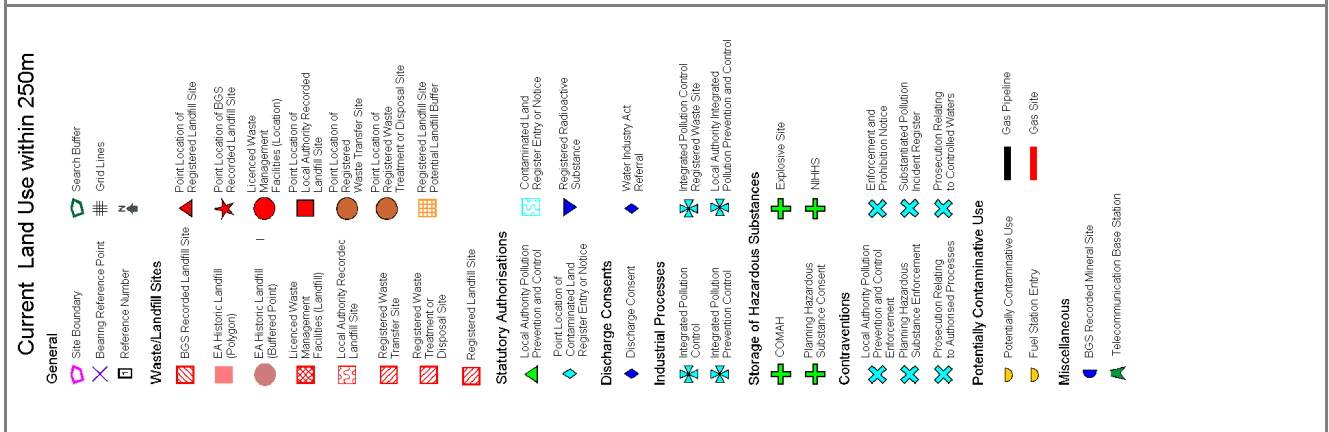 Current Land Use within 250m
General
Site Boundary
Search Buffer
Bearing Reference Point
Grid Lines
1
Reference Number
N
Waste/Landfill Sites
BGS Recorded Landfill Site
Point Location of
Registered Landfill Site
EA Historic Landfill
(Polygon)
Point Location of BGS
Recorded Landfill Site
EA Historic Landfill
(Buffered Point)
I
Licenced Waste
Management
Facilities (Location)
Licenced Waste
Management
Facilities (Landfill)
Point Location of
Local Authority Recorded
Landfill Site
Local Authority Recordec
Landfill Site
Point Location of
Registered
Waste Transfer Site
Registered Waste
Transfer Site
Point Location of
Registered Waste
Treatment or Disposal Site
Registered Waste
Treatment or
Disposal Site
Registered Landfill Site
Potential Landfill Buffer
Registered Landfill Site
Statutory Authorisations
Local Authority Pollution
Prevention and Control
Contaminated Land
Register Entry or Notice
Point Location of
Contaminated Land
Register Entry or Notice
Registered Radioactive
Substance
Discharge Consents
Discharge Consent
Water Industry Act
Referral
Industrial Processes
Integrated Pollution
Control
Integrated Pollution Control
Registered Waste Site
Integrated Pollution
Prevention Control
Local Authority Integrated
Pollution Prevention and Control
Storage of Hazardous Substances
COMAH
Explosive Site
Planning Hazardous
Substance Consent
NIHHS
Contraventions
Local Authority Pollution
Prevention and Control
Enforcement
Enforcement and
Prohibition Notice
Planning Hazardous
Substance Enforcement
Substantiated Pollution
Incident Register
Prosecution Relating
to Authorised Processes
Prosecution Relating
to Controlled Waters
Potentially Contaminative Use
Potentially Contaminative Use
Gas Pipeline
Fuel Station Entry
Gas Site
Miscellaneous
BGS Recorded Mineral Site
Telecommunication Base Station